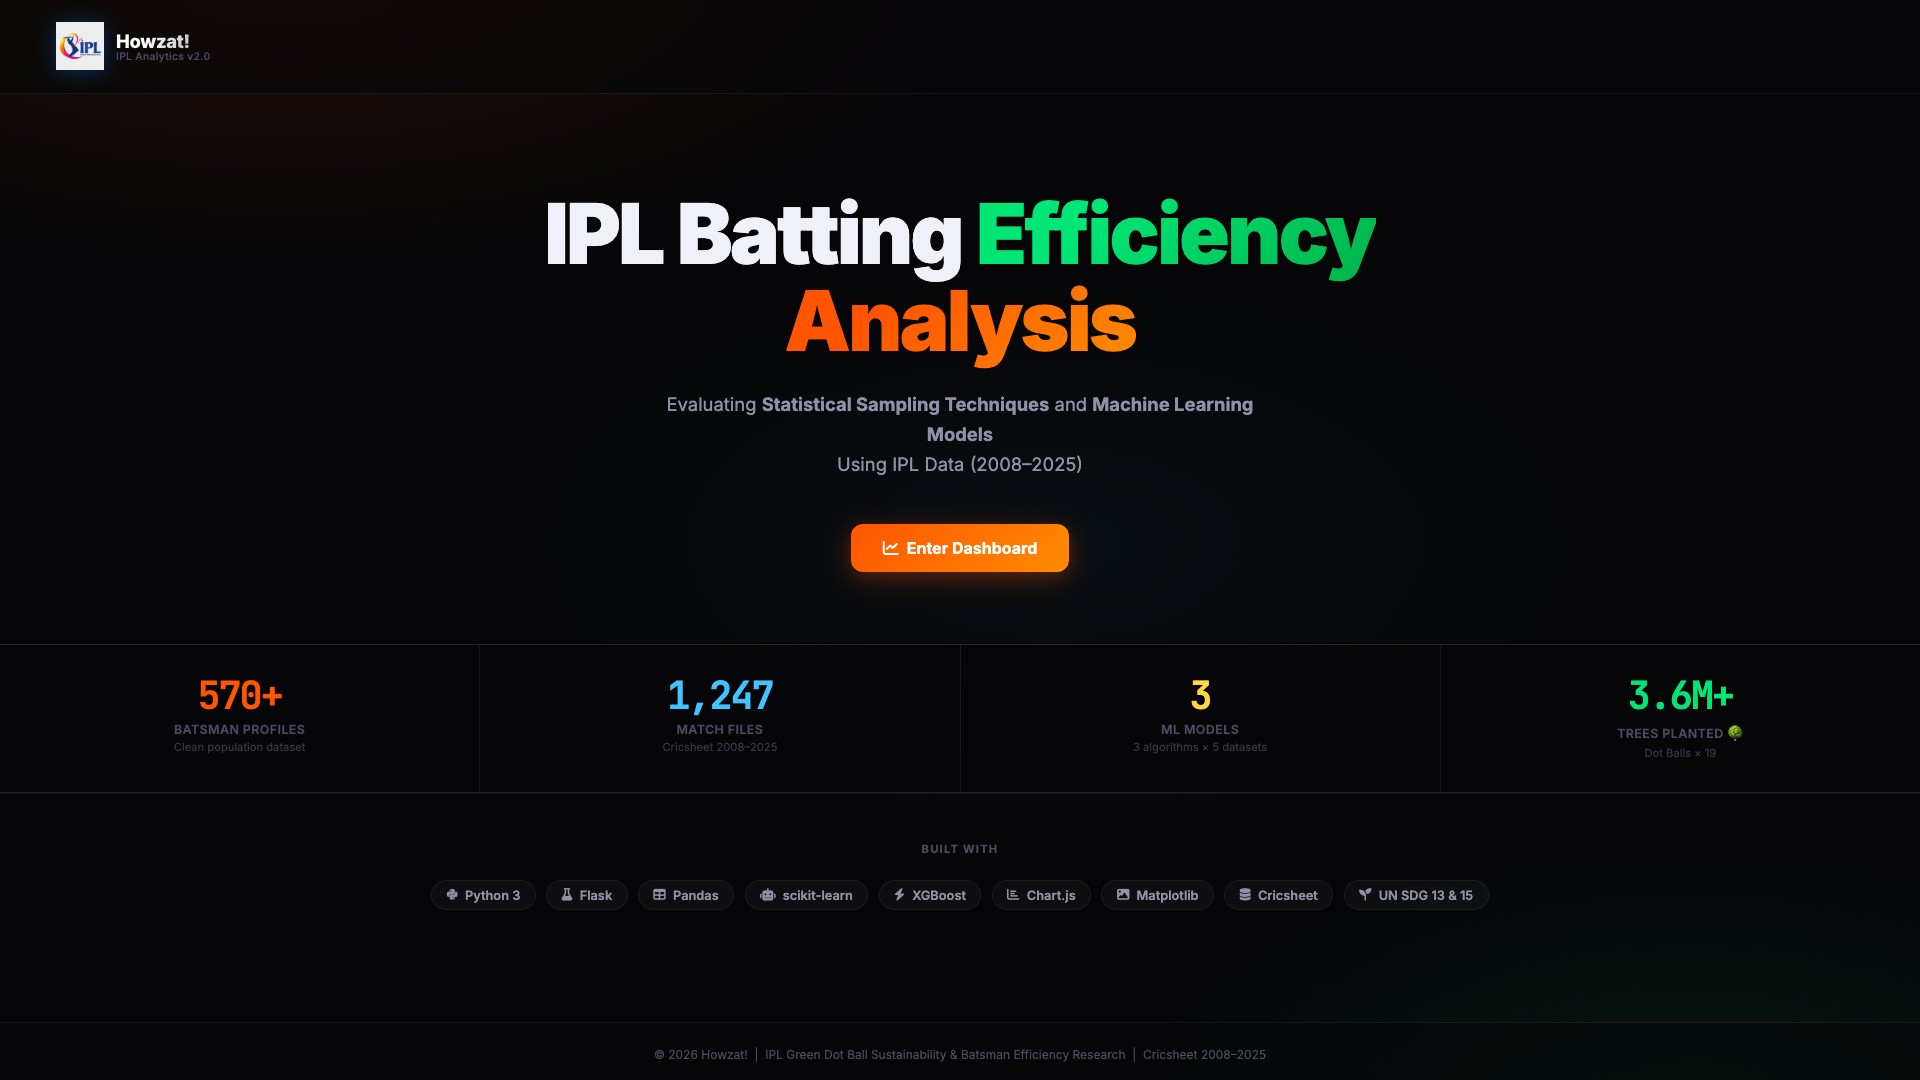 IPL
Howzat!
IPL Analytics v2.0
IPL Batting Efficiency
Analysis
Evaluating Statistical Sampling Techniques and Machine Learning
Models
Using IPL Data (2008–2025)
Enter Dashboard
570+
BATSMAN PROFILES
Clean population dataset
1,247
MATCH FILES
Cricsheet 2008–2025
3
ML MODELS
3 algorithms × 5 datasets
3.6M+
TREES PLANTED 🌳
Dot Balls × 19
BUILT WITH
Python 3 Flask Pandas scikit-learn XGBoost Chart.js Matplotlib Cricsheet UN SDG 13 & 15
© 2026 Howzat! | IPL Green Dot Ball Sustainability & Batsman Efficiency Research | Cricsheet 2008–2025